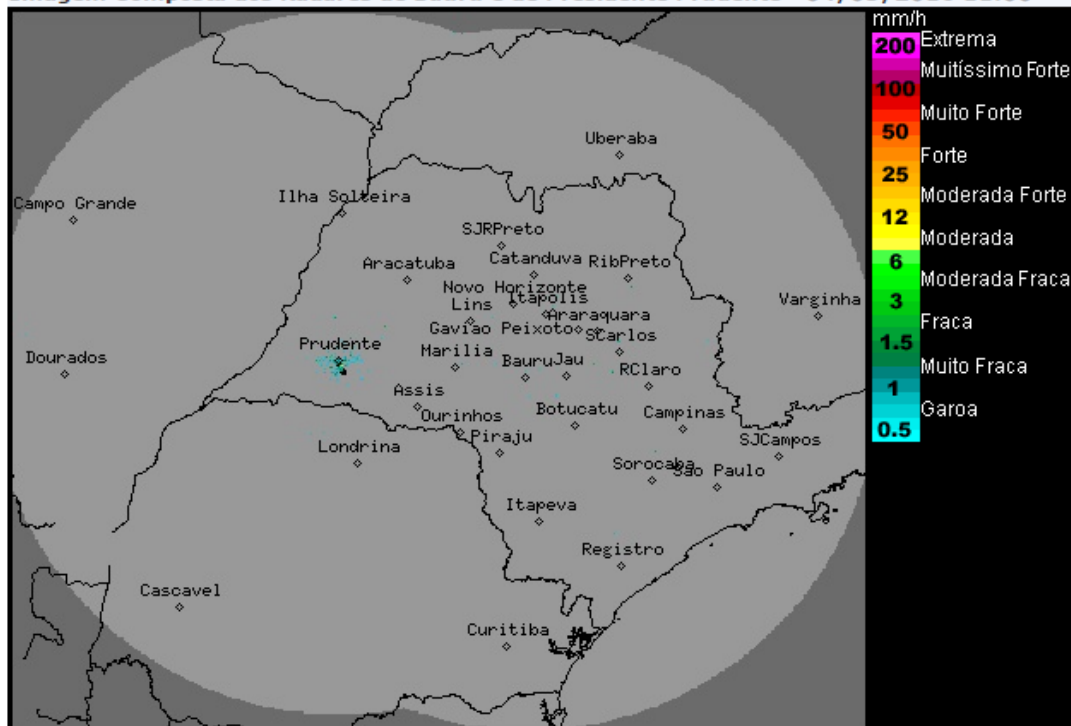 mm/h
200 Extrema
Muitíssimo Forte
100
Muito Forte
50
Forte
25
Moderada Forte
12
Moderada
6
Moderada Fraca
3
Fraca
1.5
Muito Fraca
1
Garoa
0.5
Uberaba
Campo Grande
Ilha Solteira
SJRPreto
Aracatuba
Catanduva
RibPreto
Novo Horizonte
Lins
Itapolis
Araraquara
Varginha
Gaviao Peixoto
SCarlos
Prudente
Dourados
Marilia
Bauru
Jau
RClaro
Assis
Ourinhos
Botucatu
Campinas
Londrina
Piraju
SJCampos
Sorocaba
Sao Paulo
Itapeva
Registro
Cascavel
Curitiba